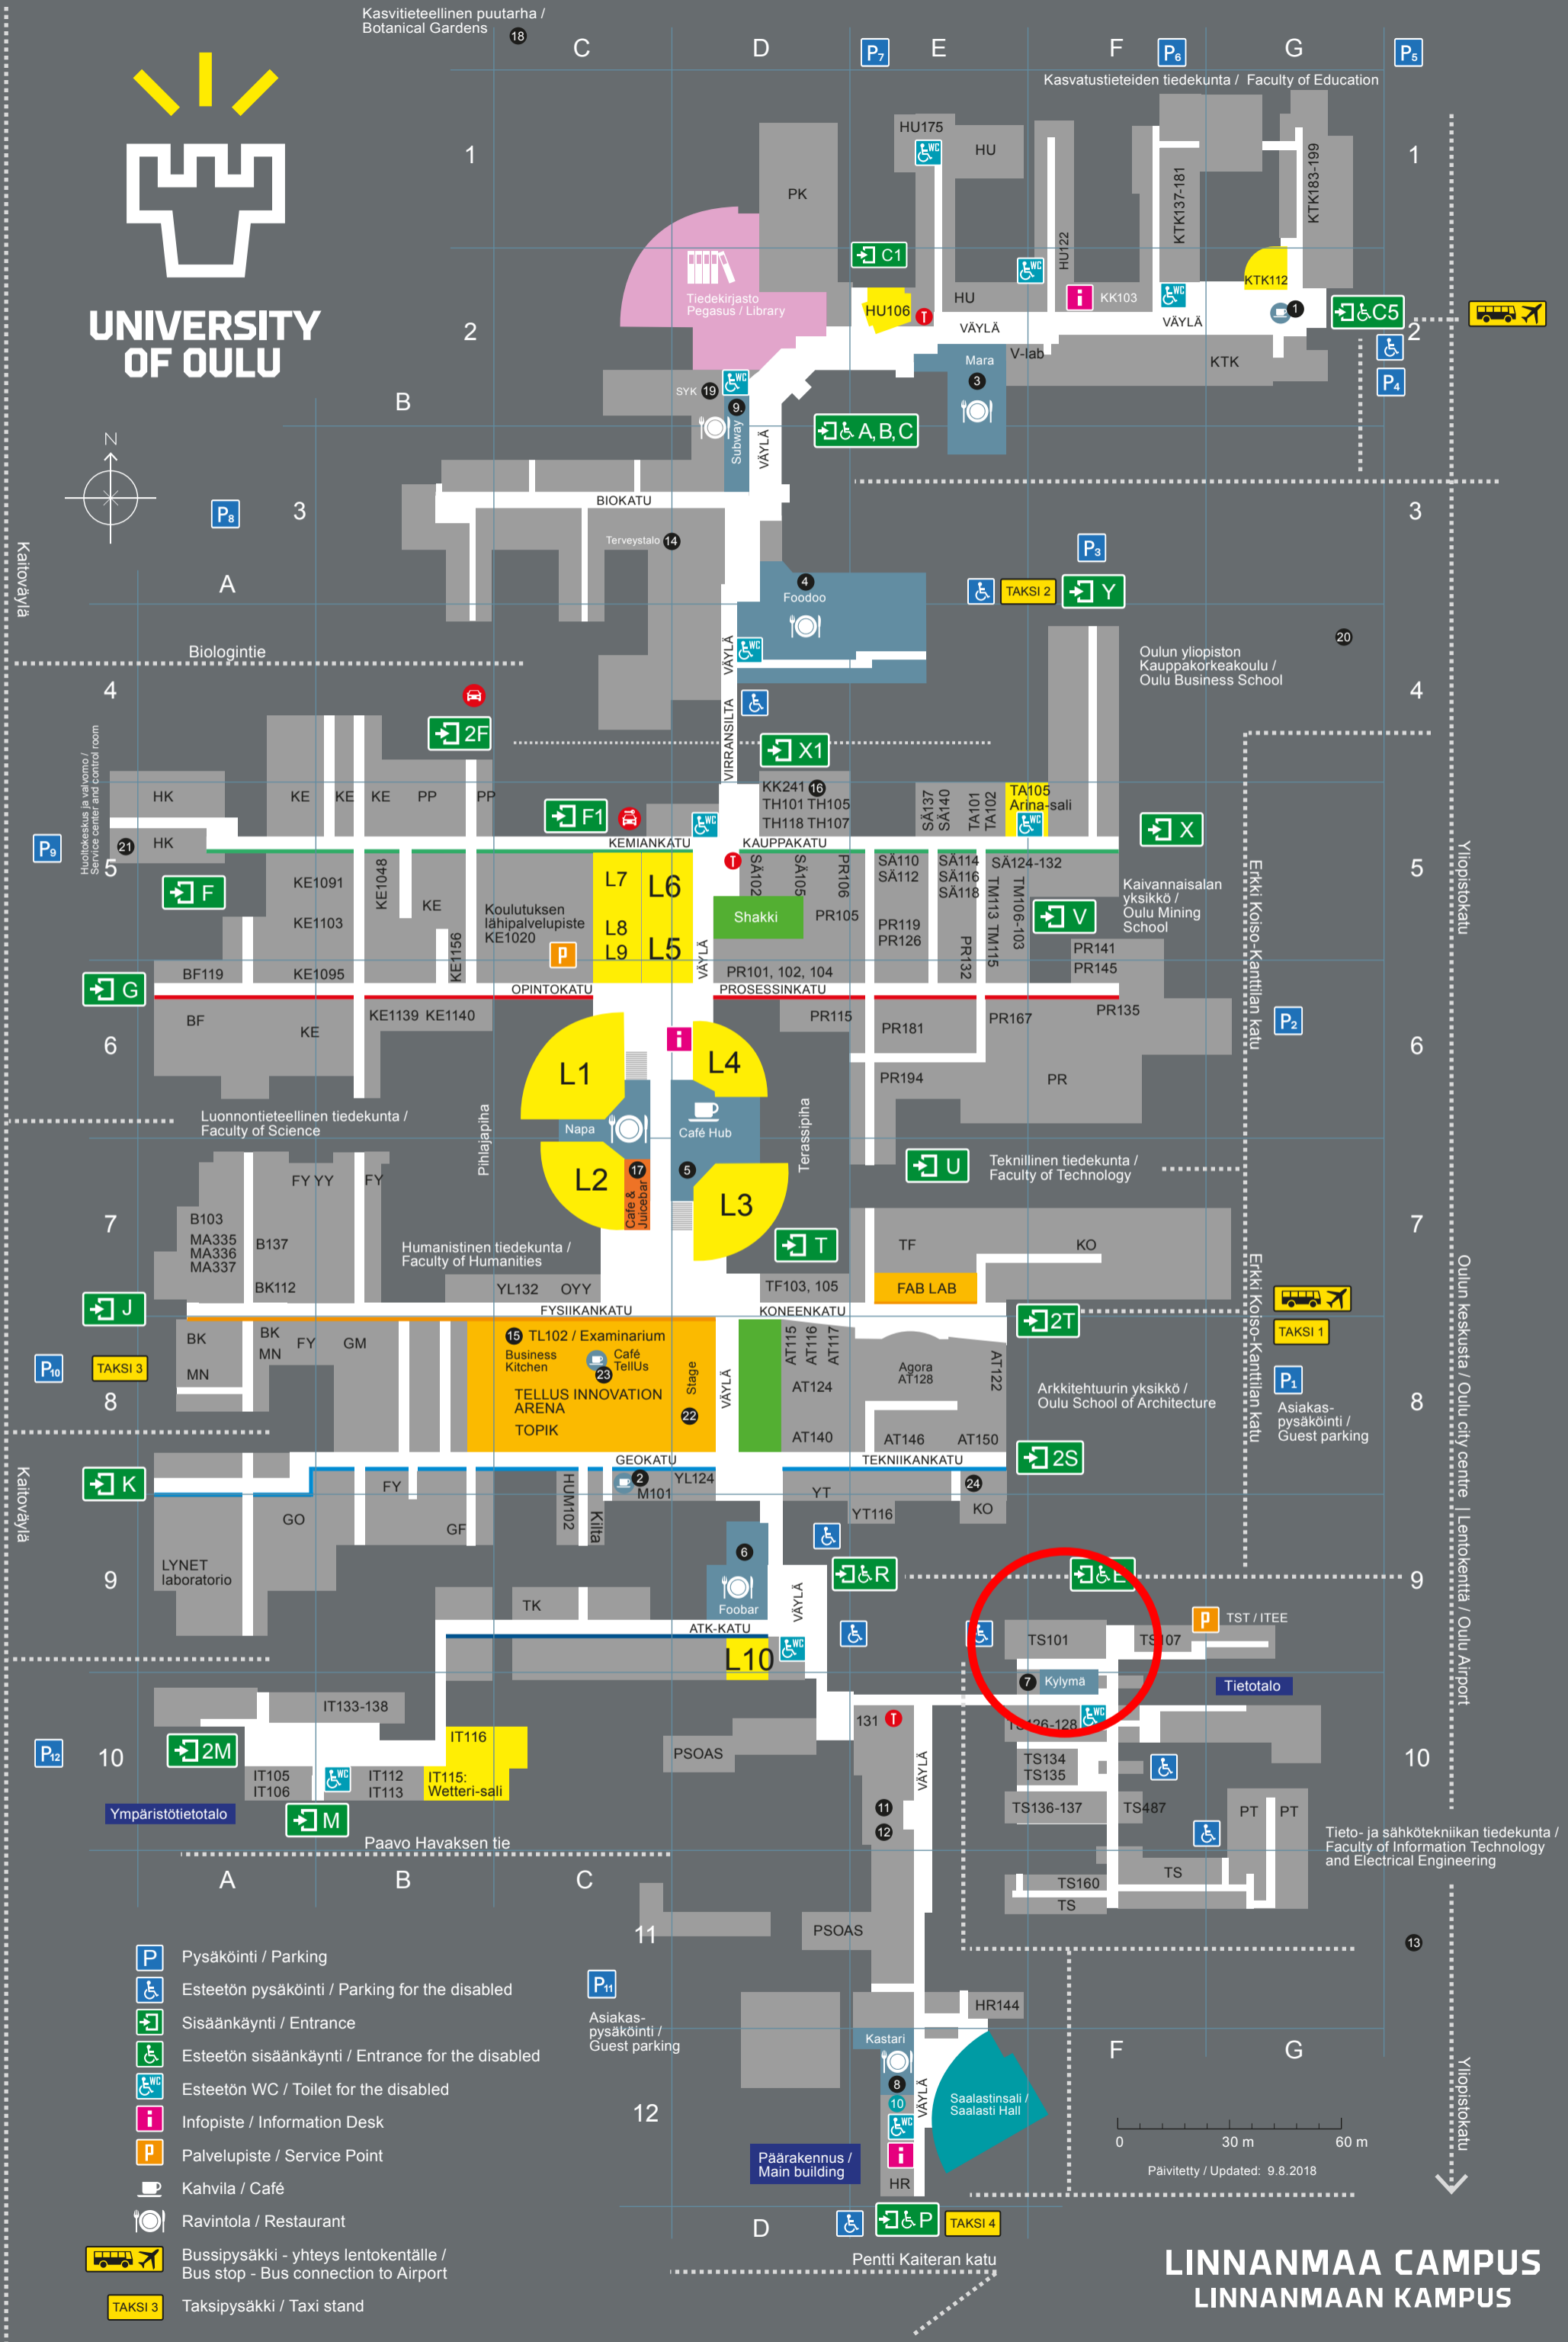 Kasvitieteellinen puutarha /
Botanical Gardens
18
C
D
P7
E
F
P6
G
P5
Kasvatustieteiden tiedekunta / Faculty of Education
UNIVERSITY
OF OULU
1
HU175
WC
HU
PK
HU122
KTK137-181
KTK183-199
1
C1
Tiedekirjasto
Pegasus / Library
HU106
T
HU
WC
i
KK103
WC
KTK112
1
C5
2
VÄYLÄ
VÄYLÄ
2
Mara
3
V-lab
KTK
P4
B
SYK
19
WC
9.
Subway
VÄYLÄ
A, B, C
N
P8
3
BIOKATU
3
Terveystalo
14
P3
Kaitoväylä
A
4
Foodoo
TAKSI 2
Y
20
Biologintie
VÄYLÄ
WC
Oulun yliopiston
Kauppakorkeakoulu /
Oulu Business School
4
2F
VIRRANSILTA
X1
4
Huoltokeskus ja valvomo /
Service center and control room
HK
KE
KE
KE
PP
PP
F1
KK241
16
TH101 TH105
TH118 TH107
SÄ137
SÄ140
TA101
TA102
TA105
Arina-sali
WC
X
P9
21
HK
5
KEMIANKATU
WC
KAUPPAKATU
5
F
KE1091
KE1103
KE1048
KE
L7
L6
L8
L9
L5
T
SÄ102
SÄ105
PR106
SÄ110
SÄ112
SÄ114
SÄ116
SÄ118
SÄ124-132
TM113
TM115
TM106-103
Kaivannaisalan
yksikkö /
Oulu Mining
School
Erkki Koiso-Kanttilan katu
Yliopistokatu
Koulutuksen
lähipalvelupiste
KE1020
P
Shakki
PR105
PR119
PR126
V
KE1156
VÄYLÄ
PR132
PR141
PR145
BF119
KE1095
PR101, 102, 104
G
OPINTOKATU
PROSESSINKATU
BF
KE
KE1139 KE1140
PR115
PR181
PR167
PR135
P2
6
i
6
L1
L4
PR194
PR
Luonnontieteellinen tiedekunta /
Faculty of Science
Pihlajapiha
Napa
Café Hub
Terassipiha
U
Teknillinen tiedekunta /
Faculty of Technology
FY YY
FY
L2
17
Cafe &
Juicebar
5
L3
7
B103
MA335
MA336
MA337
B137
BK112
T
TF
KO
7
Humanistinen tiedekunta /
Faculty of Humanities
YL132
OYY
TF103, 105
FAB LAB
J
FYSIIKANKATU
KONEENKATU
2T
TAKSI 1
BK
MN
BK
MN
FY
GM
15
TL102 / Examinarium
Business
Kitchen
Café
TellUs
23
Stage
VÄYLÄ
AT115
AT116
AT117
Agora
AT128
AT122
P10
TAKSI 3
TELLUS INNOVATION
ARENA
22
AT124
Arkkitehtuurin yksikkö /
Oulu School of Architecture
Erkki Koiso-Kanttilan katu
P1
Asiakas-
pysäköinti /
Guest parking
Oulun keskusta / Oulu city centre | Lentokenttä / Oulu Airport
8
TOPIK
AT140
AT146
AT150
8
GEOKATU
TEKNIIKANKATU
2S
K
FY
HUM102
2
M101
YL124
YT
24
KO
Kaitoväylä
GO
GF
Kilta
YT116
9
LYNET
laboratorio
6
R
9
TK
Foobar
VÄYLÄ
P
TST / ITEE
ATK-KATU
L10
WC
TS101
TS107
7
Kylymä
Tietotalo
IT133-138
131
T
TS126-128
WC
P12
2M
10
IT116
PSOAS
VÄYLÄ
TS134
TS135
10
IT105
IT106
WC
IT112
IT113
IT115:
Wetteri-sali
Ympäristötietotalo
M
11
12
TS136-137
TS487
PT
PT
Paavo Havaksen tie
Tieto- ja sähkötekniikan tiedekunta /
Faculty of Information Technology
and Electrical Engineering
A
B
C
TS160
TS
TS
11
PSOAS
13
P
Pysäköinti / Parking
Esteetön pysäköinti / Parking for the disabled
Sisäänkäynti / Entrance
Esteetön sisäänkäynti / Entrance for the disabled
WC
Esteetön WC / Toilet for the disabled
i
Infopiste / Information Desk
P
Palvelupiste / Service Point
Kahvila / Café
Ravintola / Restaurant
Bussipysäkki - yhteys lentokentälle /
Bus stop - Bus connection to Airport
TAKSI 3
Taksipysäkki / Taxi stand
P11
Asiakas-
pysäköinti /
Guest parking
HR144
Kastari
F
G
8
10
VÄYLÄ
Saalastinsali /
Saalasti Hall
12
WC
i
HR
Päärakennus /
Main building
0
30 m
60 m
Päivitetty / Updated: 9.8.2018
Yliopistokatu
D
P
TAKSI 4
Pentti Kaiteran katu
LINNANMAA CAMPUS
LINNANMAAN KAMPUS